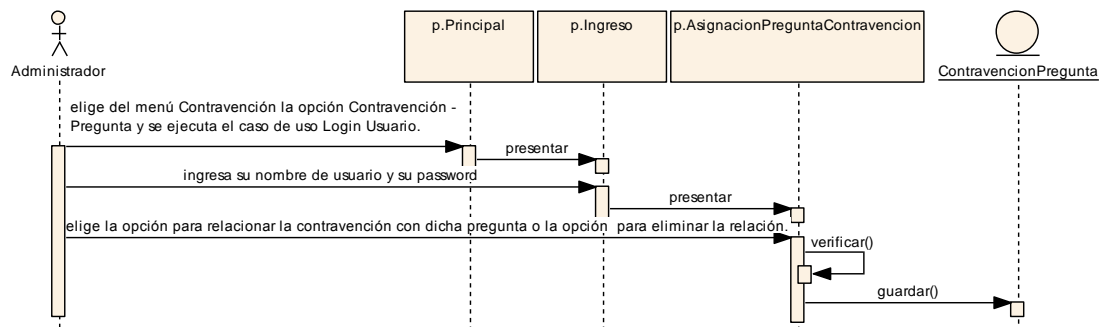 p.Principal
p.Ingreso
p.AsignacionPreguntaContravencion
Administrador
ContravencionPregunta
elige del menú Contravención la opción Contravención -
Pregunta y se ejecuta el caso de uso Login Usuario.
presentar
ingresa su nombre de usuario y su password
presentar
elige la opción para relacionar la contravención con dicha pregunta o la opción para eliminar la relación.
verificar()
guardar()